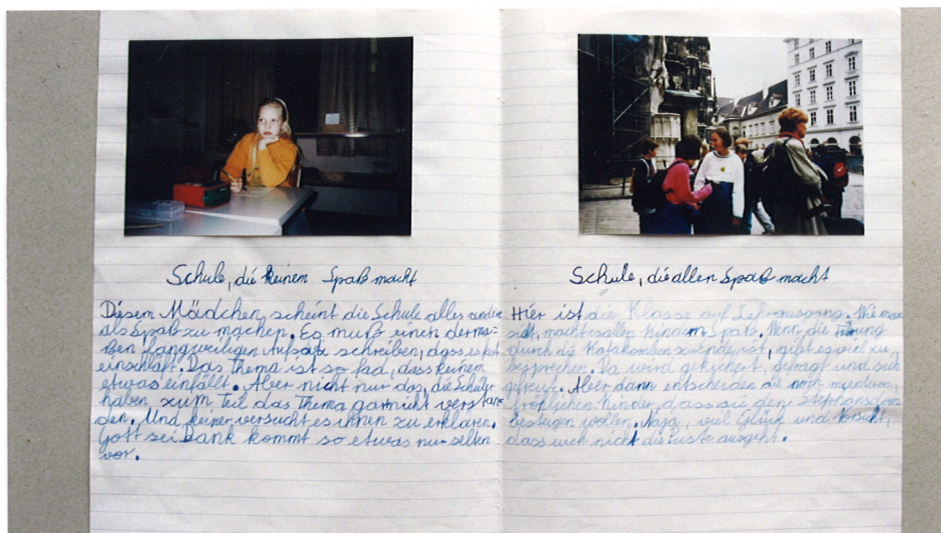 Schule, die keinem Spaß macht
Diesem Mädchen scheint die Schule alles andere
als Spaß zu machen. Es muß einen derma=
ßen langweiligen Aufsatz schreiben, dass es fast
einschläft. Das Thema ist so fad, dass keinem
etwas einfällt. Aber nicht nur das, die Schüler
haben, zum Teil das Thema garnicht verstan
den. Und keiner versucht es ihnen zu erklären.
Gott sei Dank kommt so etwas nur selten
vor.
Schule, die allen Spaß macht
Hier ist die Klasse auf Lehrausgang. Wie man
sieht, macht es allen Kindern Spaß. Wenn die Führung
durch die Katakomben zu Ende ist, gibt es viel zu
besprechen. Da wird gekichert, gefragt und sich
gefreut. Aber dann entscheiden die noch munteren,
fröhlichen Kinder, dass sie den Stephansdom
besteigen wollen. Naja, viel Glück und Vorsicht,
dass euch nicht die Puste ausgeht.